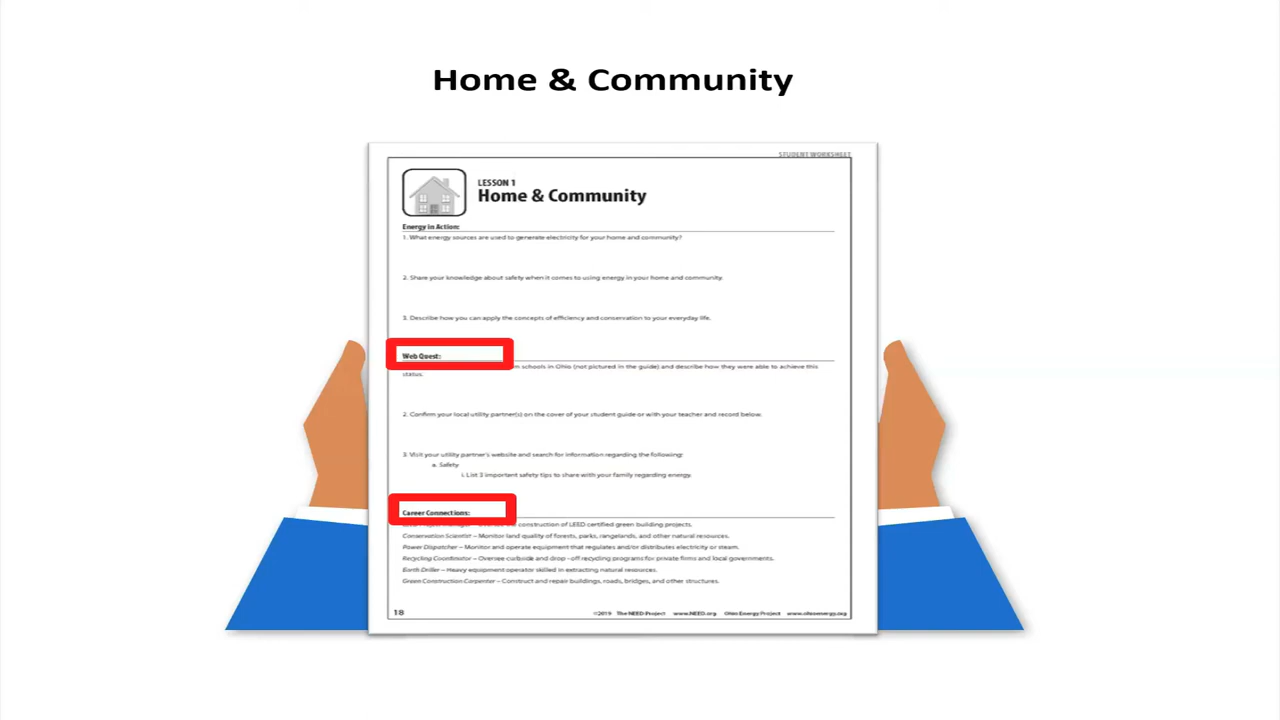 Home & Community
STUDENT WORKSHEET
LESSON 1
Home & Community
Energy in Action:
1. What energy sources are used to generate electricity for your home and community?
2. Share your knowledge about safety when it comes to using energy in your home and community.
3. Describe how you can apply the concepts of efficiency and conservation to your everyday life.
Web Quest:
schools in Ohio (not pictured in the guide) and describe how they were able to achieve this
status.
2. Confirm your local utility partner(s) on the cover of your student guide or with your teacher and record below.
3. Visit your utility partner's website and search for information regarding the following:
a. Safety
i. List 3 important safety tips to share with your family regarding energy.
Career Connections:
construction of LEED certified green building projects.
Conservation Scientist – Monitor land quality of forests, parks, rangelands, and other natural resources.
Power Dispatcher – Monitor and operate equipment that regulates and/or distributes electricity or steam.
Recycling Coordinator – Oversee curbside and drop-off recycling programs for private firms and local governments.
Earth Driller – Heavy equipment operator skilled in extracting natural resources.
Green Construction Carpenter – Construct and repair buildings, roads, bridges, and other structures.
18 ©2019 The NEED Project www.NEED.org Ohio Energy Project www.ohioenergy.org